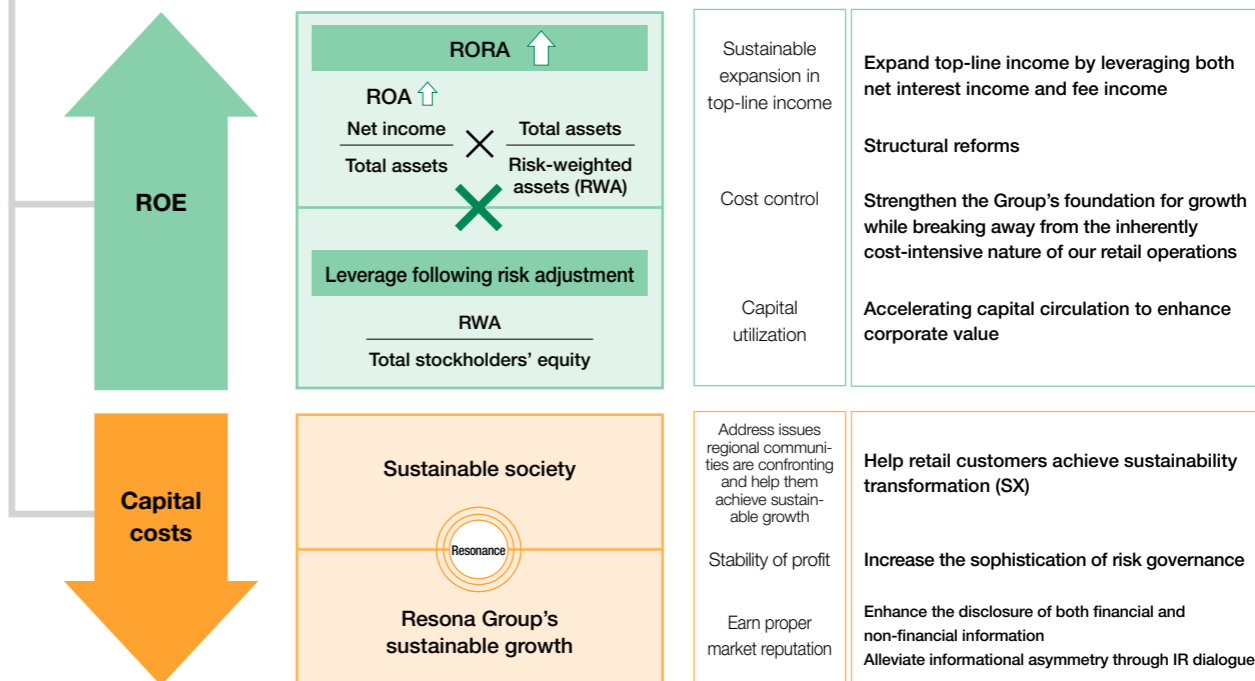 ROE
RORA
ROA
Net income
Total assets
Total assets
Risk-weighted
assets (RWA)
Leverage following risk adjustment
RWA
Total stockholders' equity
Sustainable
expansion in
top-line income
Expand top-line income by leveraging both
net interest income and fee income
Structural reforms
Cost control
Strengthen the Group's foundation for growth
while breaking away from the inherently
cost-intensive nature of our retail operations
Capital
utilization
Accelerating capital circulation to enhance
corporate value
Capital
costs
Sustainable society
Resonance
Resona Group's
sustainable growth
Address issues
regional communi-
ties are confronting
and help them
achieve sustain-
able growth
Help retail customers achieve sustainability
transformation (SX)
Stability of profit
Increase the sophistication of risk governance
Earn proper
market reputation
Enhance the disclosure of both financial and
non-financial information
Alleviate informational asymmetry through IR dialogue